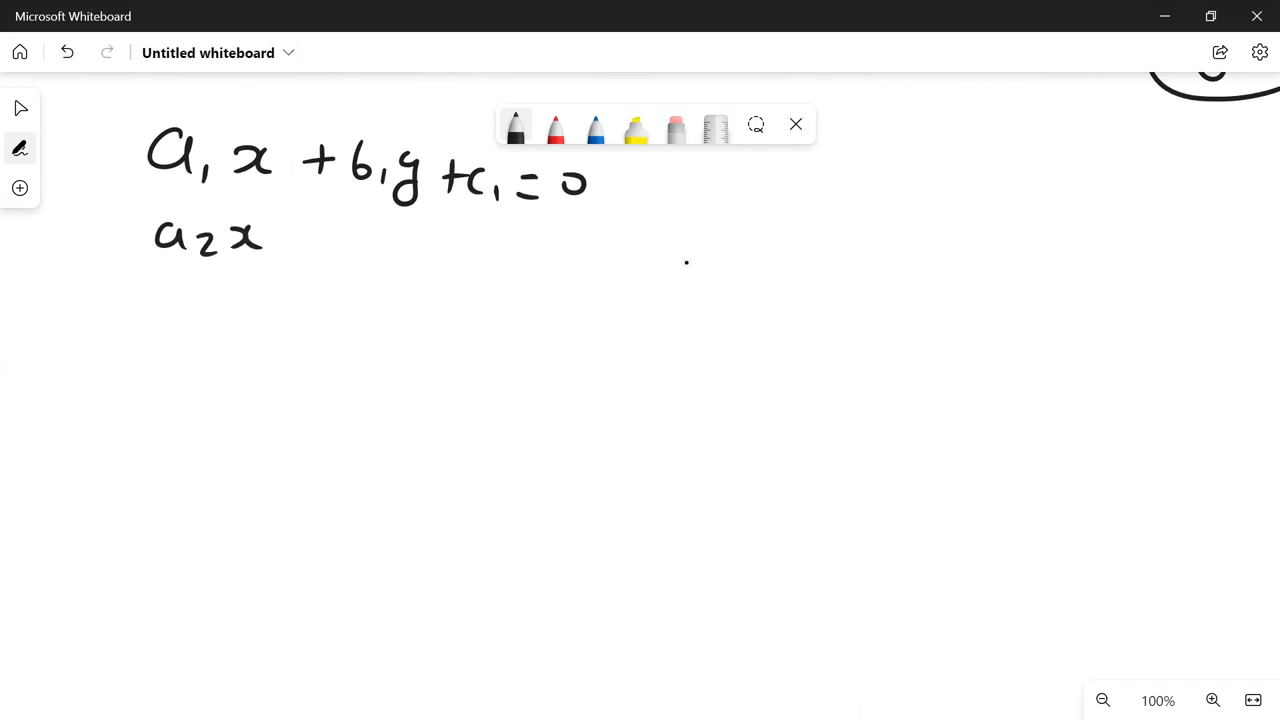 Microsoft Whiteboard
Untitled whiteboard
a₁x + b₁y + c₁ = 0
a₂x
100%